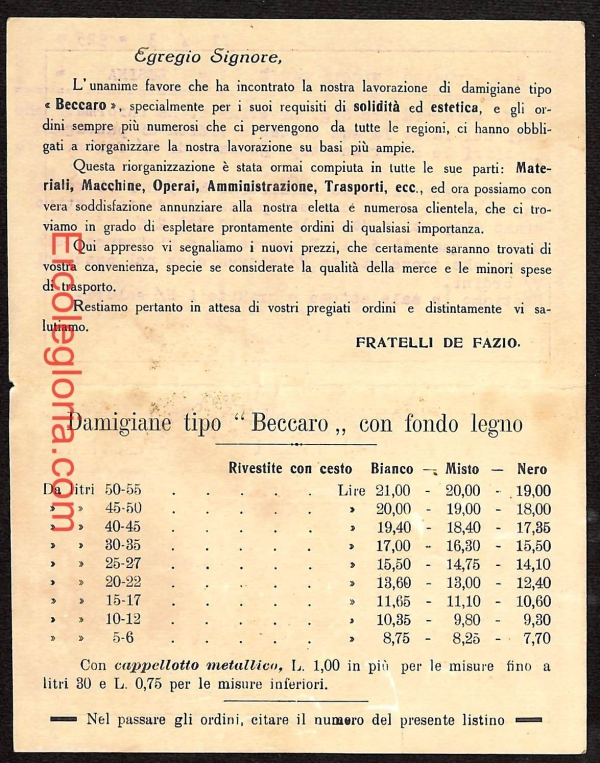 Egregio Signore,
L'unanime favore che ha incontrato la nostra lavorazione di damigiane tipo
« Beccaro », specialmente per i suoi requisiti di solidità ed estetica, e gli or-
dini sempre più numerosi che ci pervengono da tutte le regioni, ci hanno obbli-
gati a riorganizzare la nostra lavorazione su basi più ampie.
Questa riorganizzazione è stata ormai compiuta in tutte le sue parti: Mate-
riali, Macchine, Operai, Amministrazione, Trasporti, ecc., ed ora possiamo con
vera soddisfazione annunziare alla nostra eletta e numerosa clientela, che ci tro-
viamo in grado di espletare prontamente ordini di qualsiasi importanza.
Qui appresso vi segnaliamo i nuovi prezzi, che certamente saranno trovati di
vostra convenienza, specie se considerate la qualità della merce e le minori spese
di trasporto.
Restiamo pertanto in attesa di vostri pregiati ordini e distintamente vi sa-
lutiamo.
FRATELLI DE FAZIO.
Damigiane tipo “ Beccaro „ con fondo legno
Rivestite con cesto Bianco — Misto — Nero
Da litri 50-55 . . . . . Lire 21,00 - 20,00 - 19,00
» » 45-50 . . . . . » 20,00 - 19,00 - 18,00
» » 40-45 . . . . . » 19,40 - 18,40 - 17,35
» » 30-35 . . . . . » 17,00 - 16,30 - 15,50
» » 25-27 . . . . . » 15,50 - 14,75 - 14,10
» » 20-22 . . . . . » 13,60 - 13,00 - 12,40
» » 15-17 . . . . . » 11,65 - 11,10 - 10,60
» » 10-12 . . . . . » 10,35 - 9,80 - 9,30
» » 5-6 . . . . . » 8,75 - 8,25 - 7,70
Con cappellotto metallico, L. 1,00 in più per le misure fino a
litri 30 e L. 0,75 per le misure inferiori.
Nel passare gli ordini, citare il numero del presente listino
Ercolegloria.com